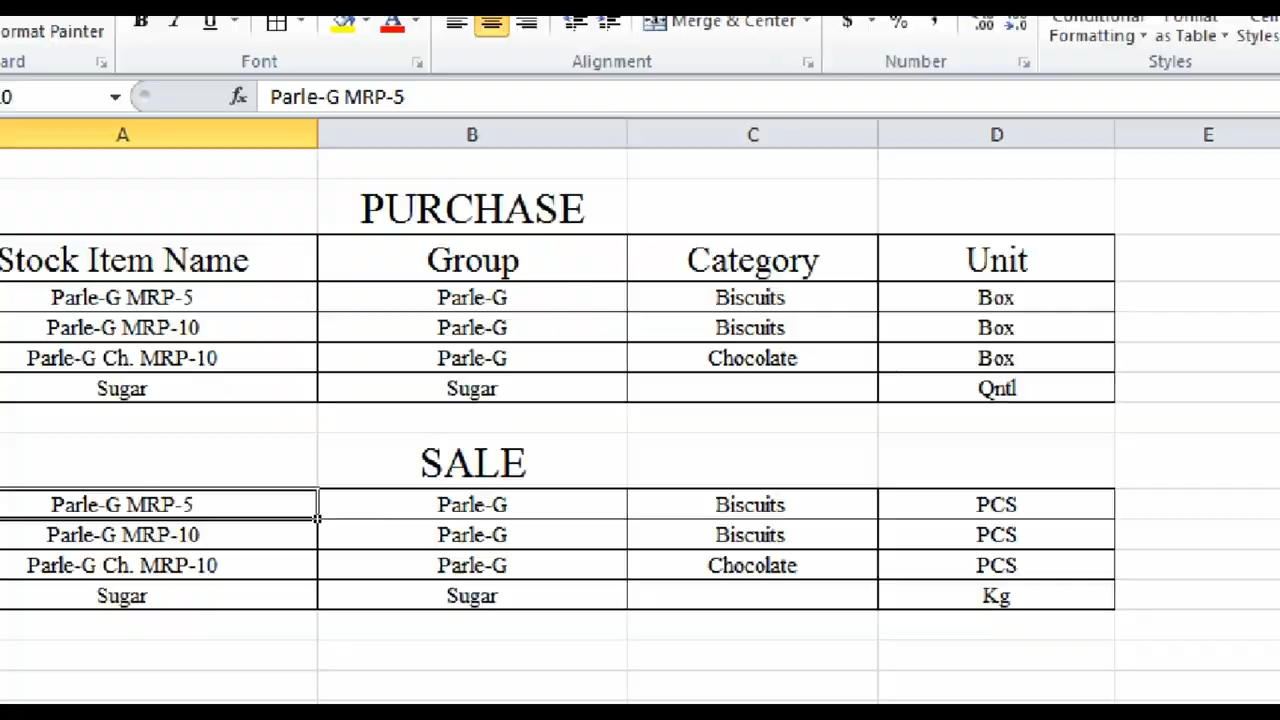 B I U A Merge & Center $ %
ormat Painter Formatting as Table Styles
ard Font Alignment Number Styles
0 fx Parle-G MRP-5
A B C D E
PURCHASE
Stock Item Name Group Category Unit
Parle-G MRP-5 Parle-G Biscuits Box
Parle-G MRP-10 Parle-G Biscuits Box
Parle-G Ch. MRP-10 Parle-G Chocolate Box
Sugar Sugar Qntl
SALE
Parle-G MRP-5 Parle-G Biscuits PCS
Parle-G MRP-10 Parle-G Biscuits PCS
Parle-G Ch. MRP-10 Parle-G Chocolate PCS
Sugar Sugar Kg